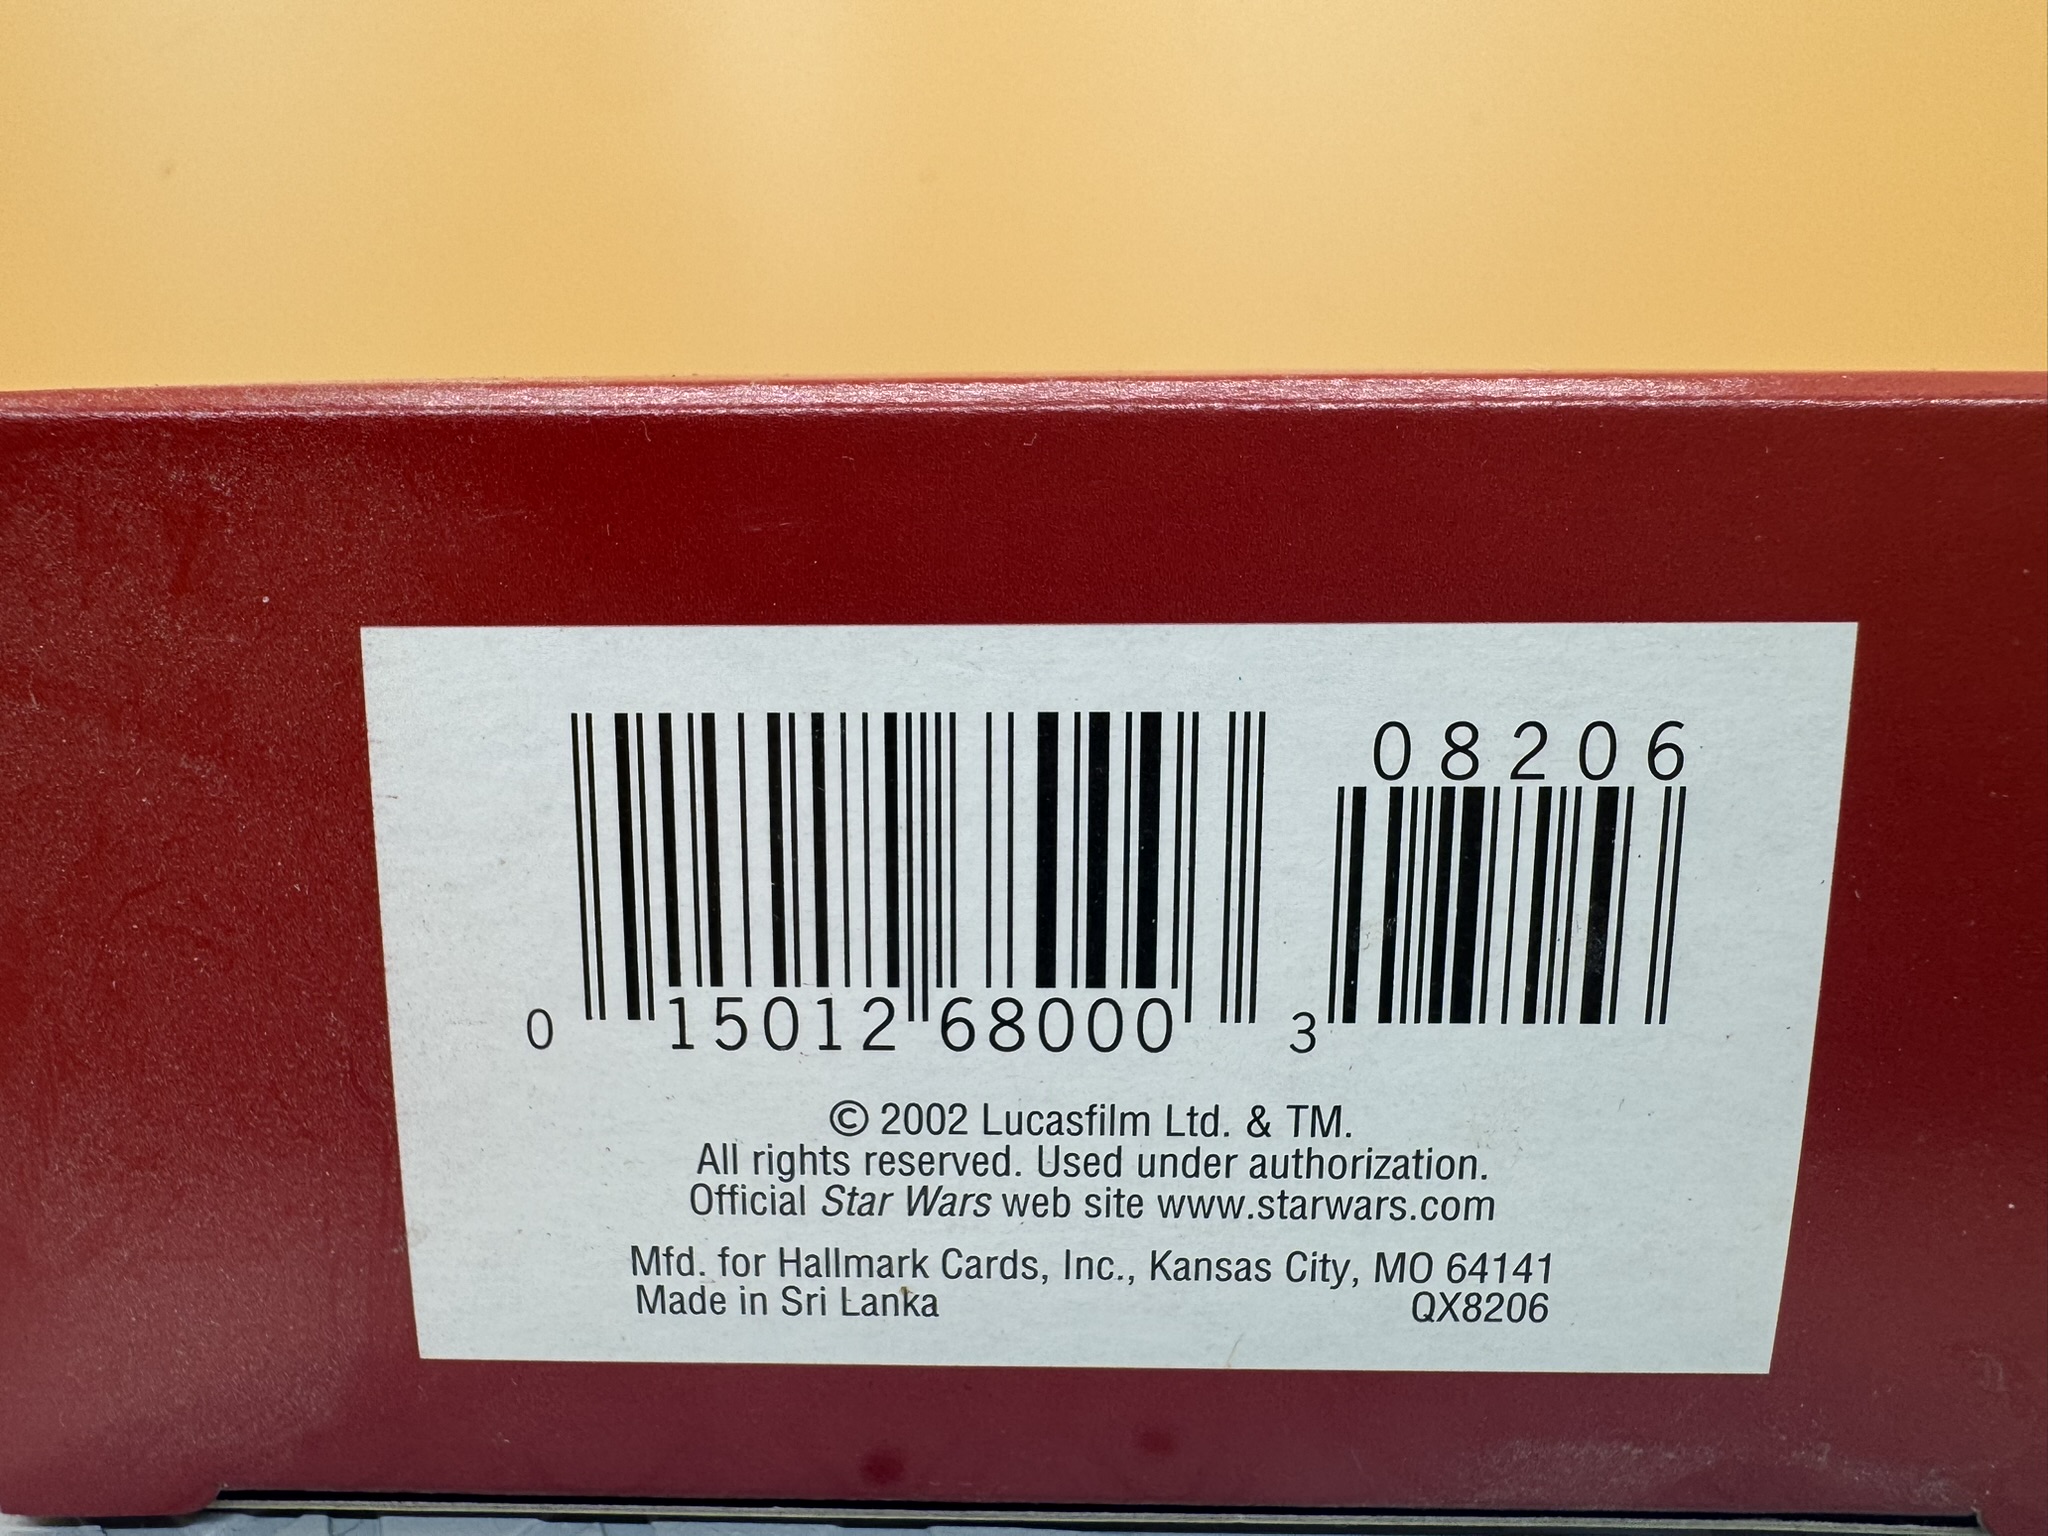 08206
0 15012 68000 3
© 2002 Lucasfilm Ltd. & TM.
All rights reserved. Used under authorization.
Official Star Wars web site www.starwars.com
Mfd. for Hallmark Cards, Inc., Kansas City, MO 64141
Made in Sri Lanka QX8206